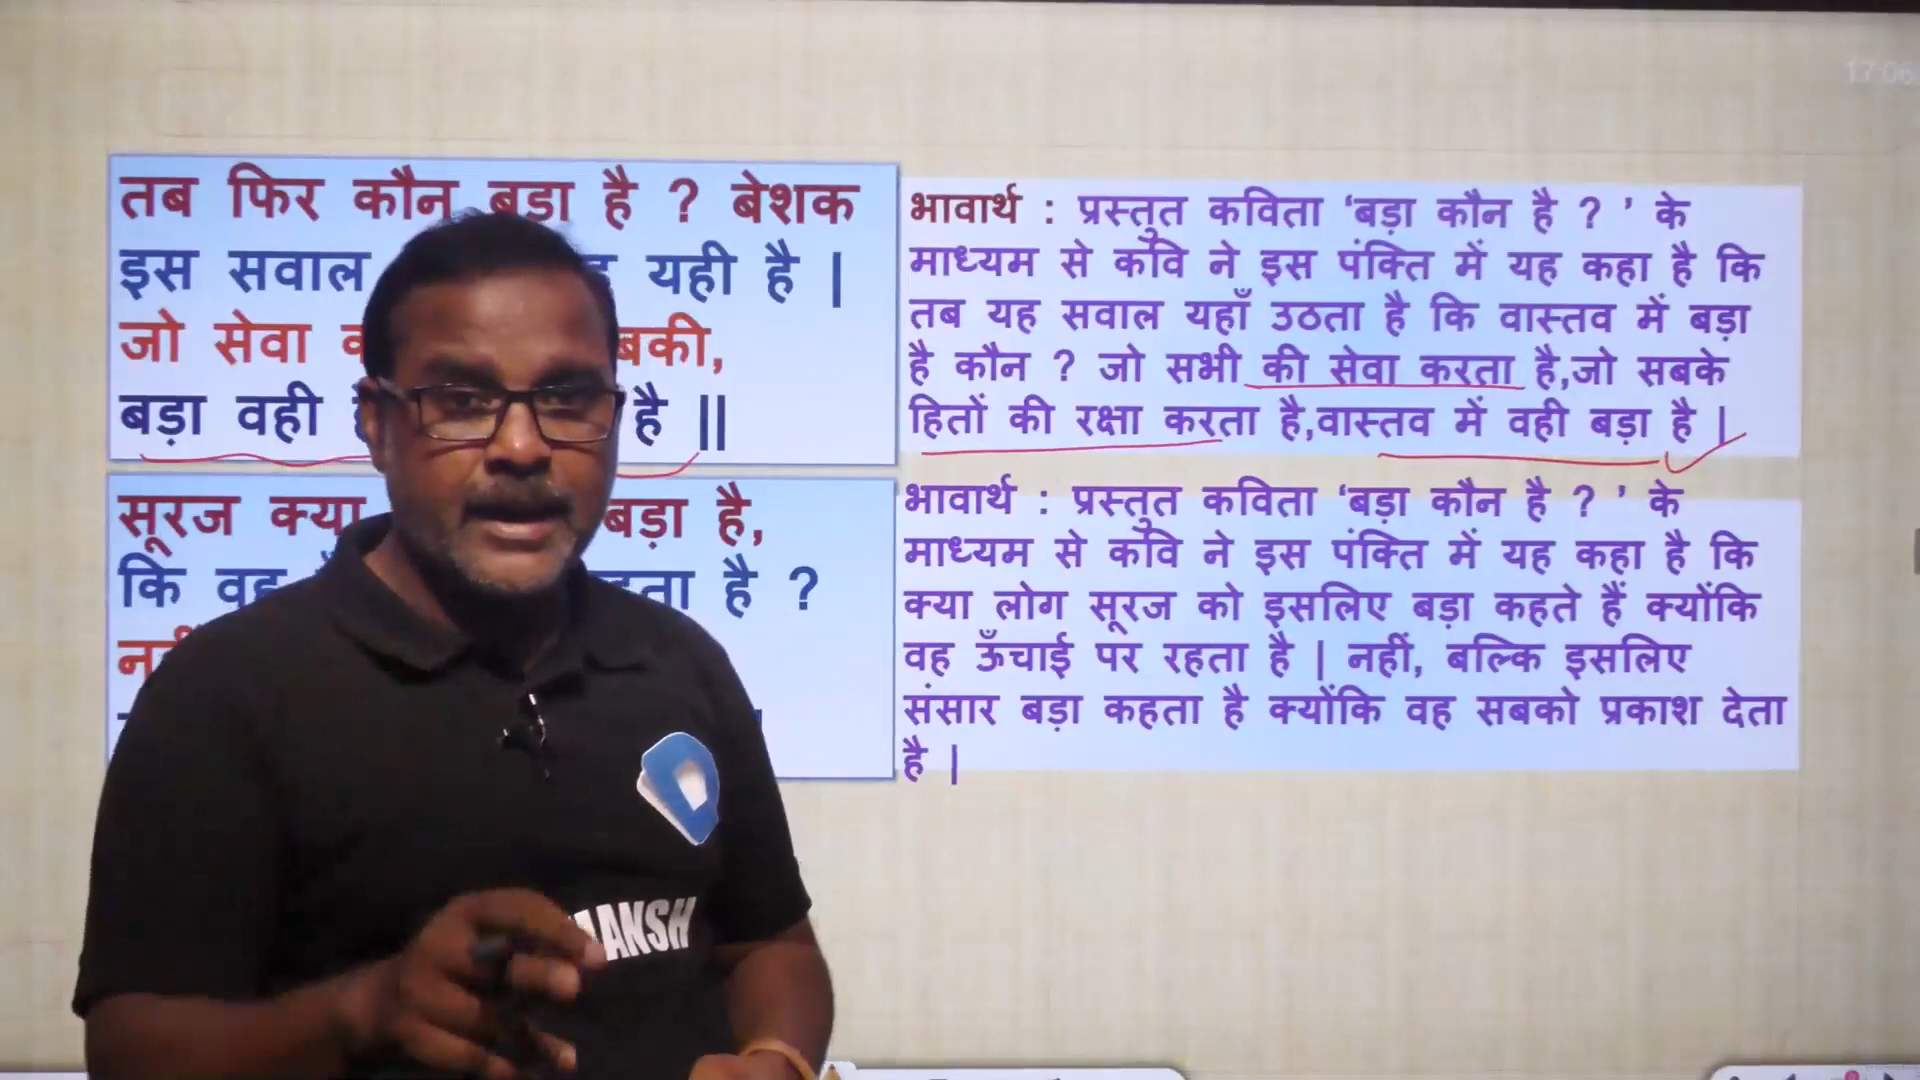 तब फिर कौन बड़ा है ? बेशक
इस सवाल यही है |
जो सेवा
बड़ा वही है ||
सूरज क्या बड़ा है,
कि वह है ?
भावार्थ : प्रस्तुत कविता ‘बड़ा कौन है ? ’ के
माध्यम से कवि ने इस पंक्ति में यह कहा है कि
तब यह सवाल यहाँ उठता है कि वास्तव में बड़ा
है कौन ? जो सभी की सेवा करता है,जो सबके
हितों की रक्षा करता है,वास्तव में वही बड़ा है |
भावार्थ : प्रस्तुत कविता ‘बड़ा कौन है ? ’ के
माध्यम से कवि ने इस पंक्ति में यह कहा है कि
क्या लोग सूरज को इसलिए बड़ा कहते हैं क्योंकि
वह ऊँचाई पर रहता है | नहीं, बल्कि इसलिए
संसार बड़ा कहता है क्योंकि वह सबको प्रकाश देता
है |